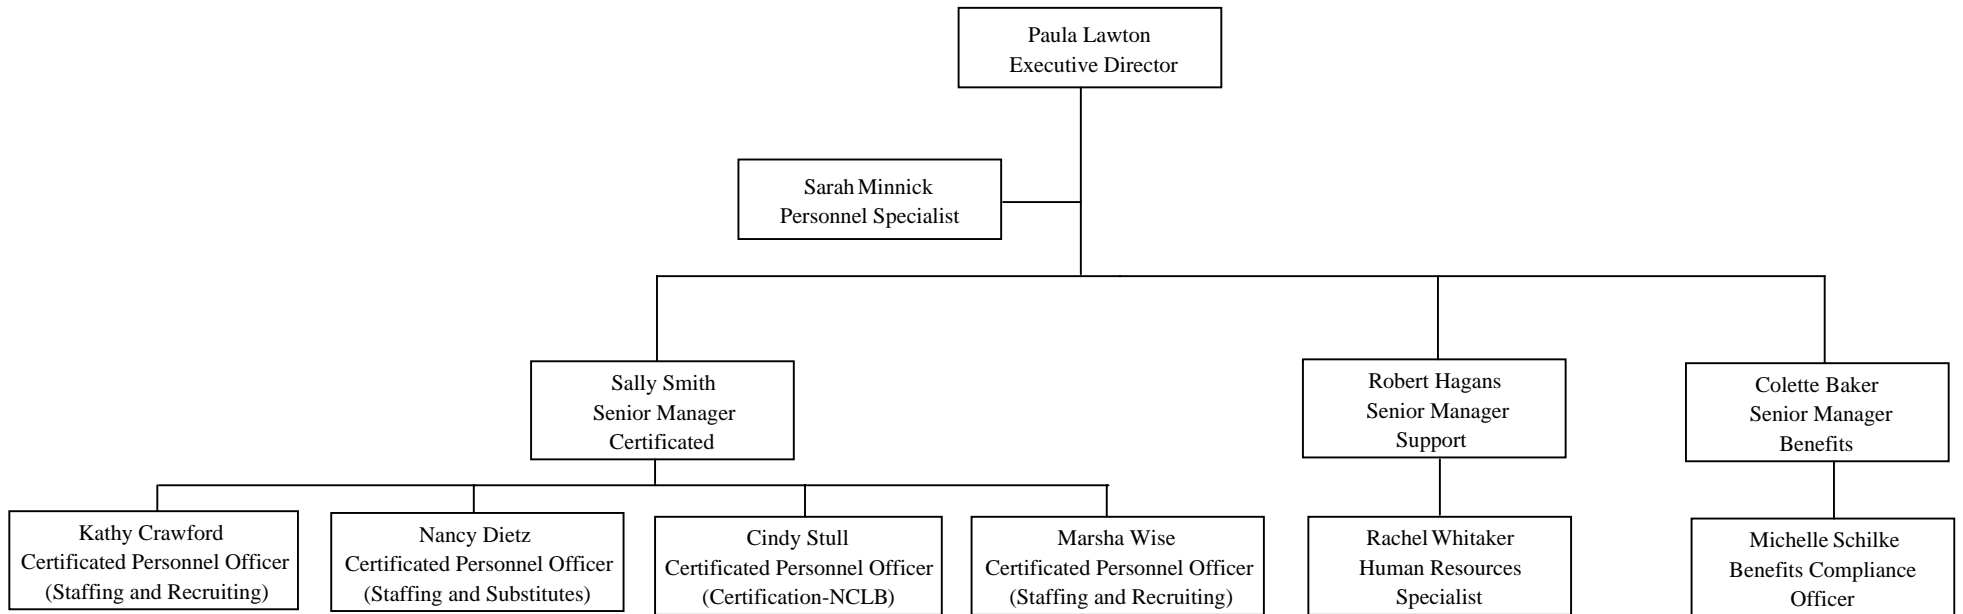 Paula Lawton
Executive Director
Sarah Minnick
Personnel Specialist
Sally Smith
Senior Manager
Certificated
Robert Hagans
Senior Manager
Support
Colette Baker
Senior Manager
Benefits
Kathy Crawford
Certificated Personnel Officer
(Staffing and Recruiting)
Nancy Dietz
Certificated Personnel Officer
(Staffing and Substitutes)
Cindy Stull
Certificated Personnel Officer
(Certification-NCLB)
Marsha Wise
Certificated Personnel Officer
(Staffing and Recruiting)
Rachel Whitaker
Human Resources
Specialist
Michelle Schilke
Benefits Compliance
Officer